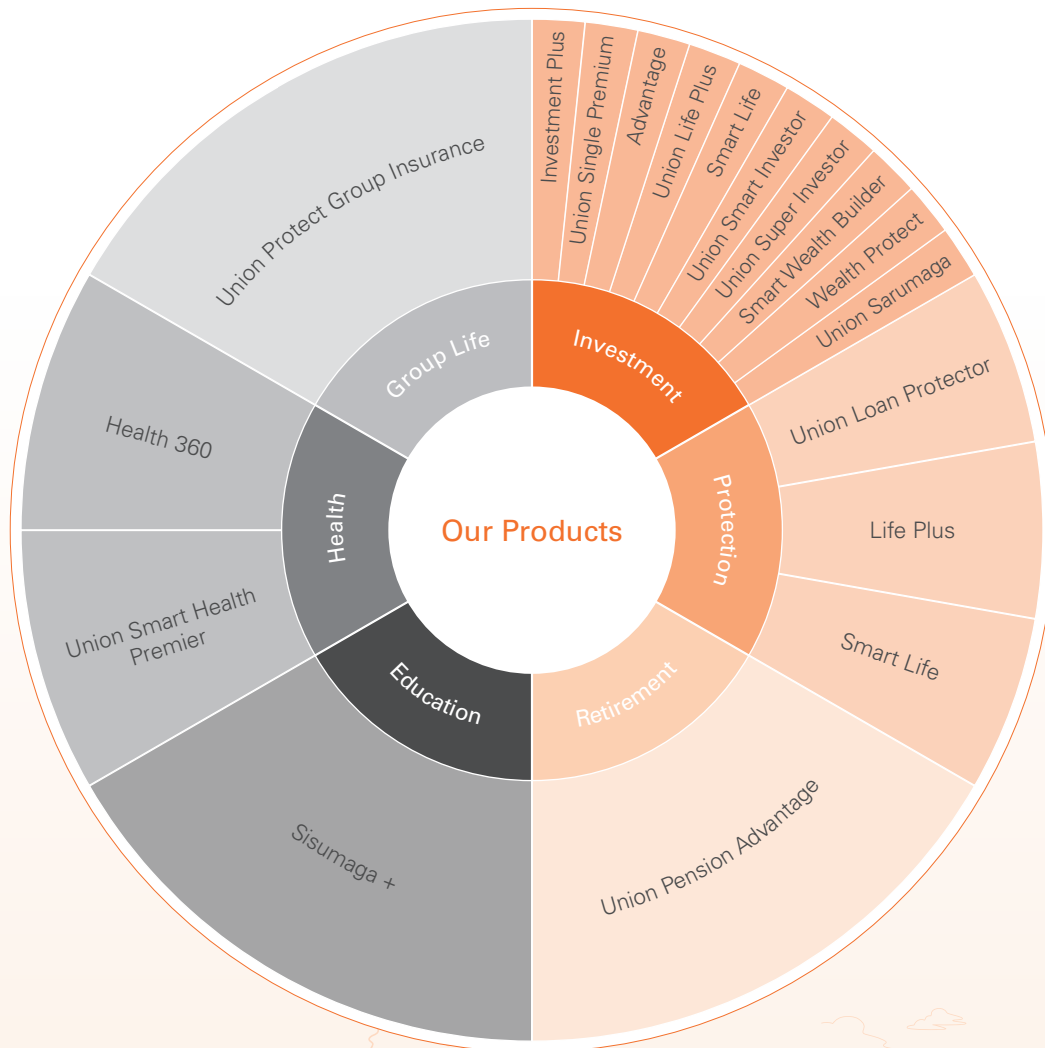 Our Products
Investment
Investment Plus
Union Single Premium
Advantage
Union Life Plus
Smart Life
Union Smart Investor
Union Super Investor
Smart Wealth Builder
Wealth Protect
Union Sarumaga
Protection
Union Loan Protector
Life Plus
Smart Life
Retirement
Union Pension Advantage
Education
Sisumaga +
Health
Union Smart Health
Premier
Health 360
Group Life
Union Protect Group Insurance